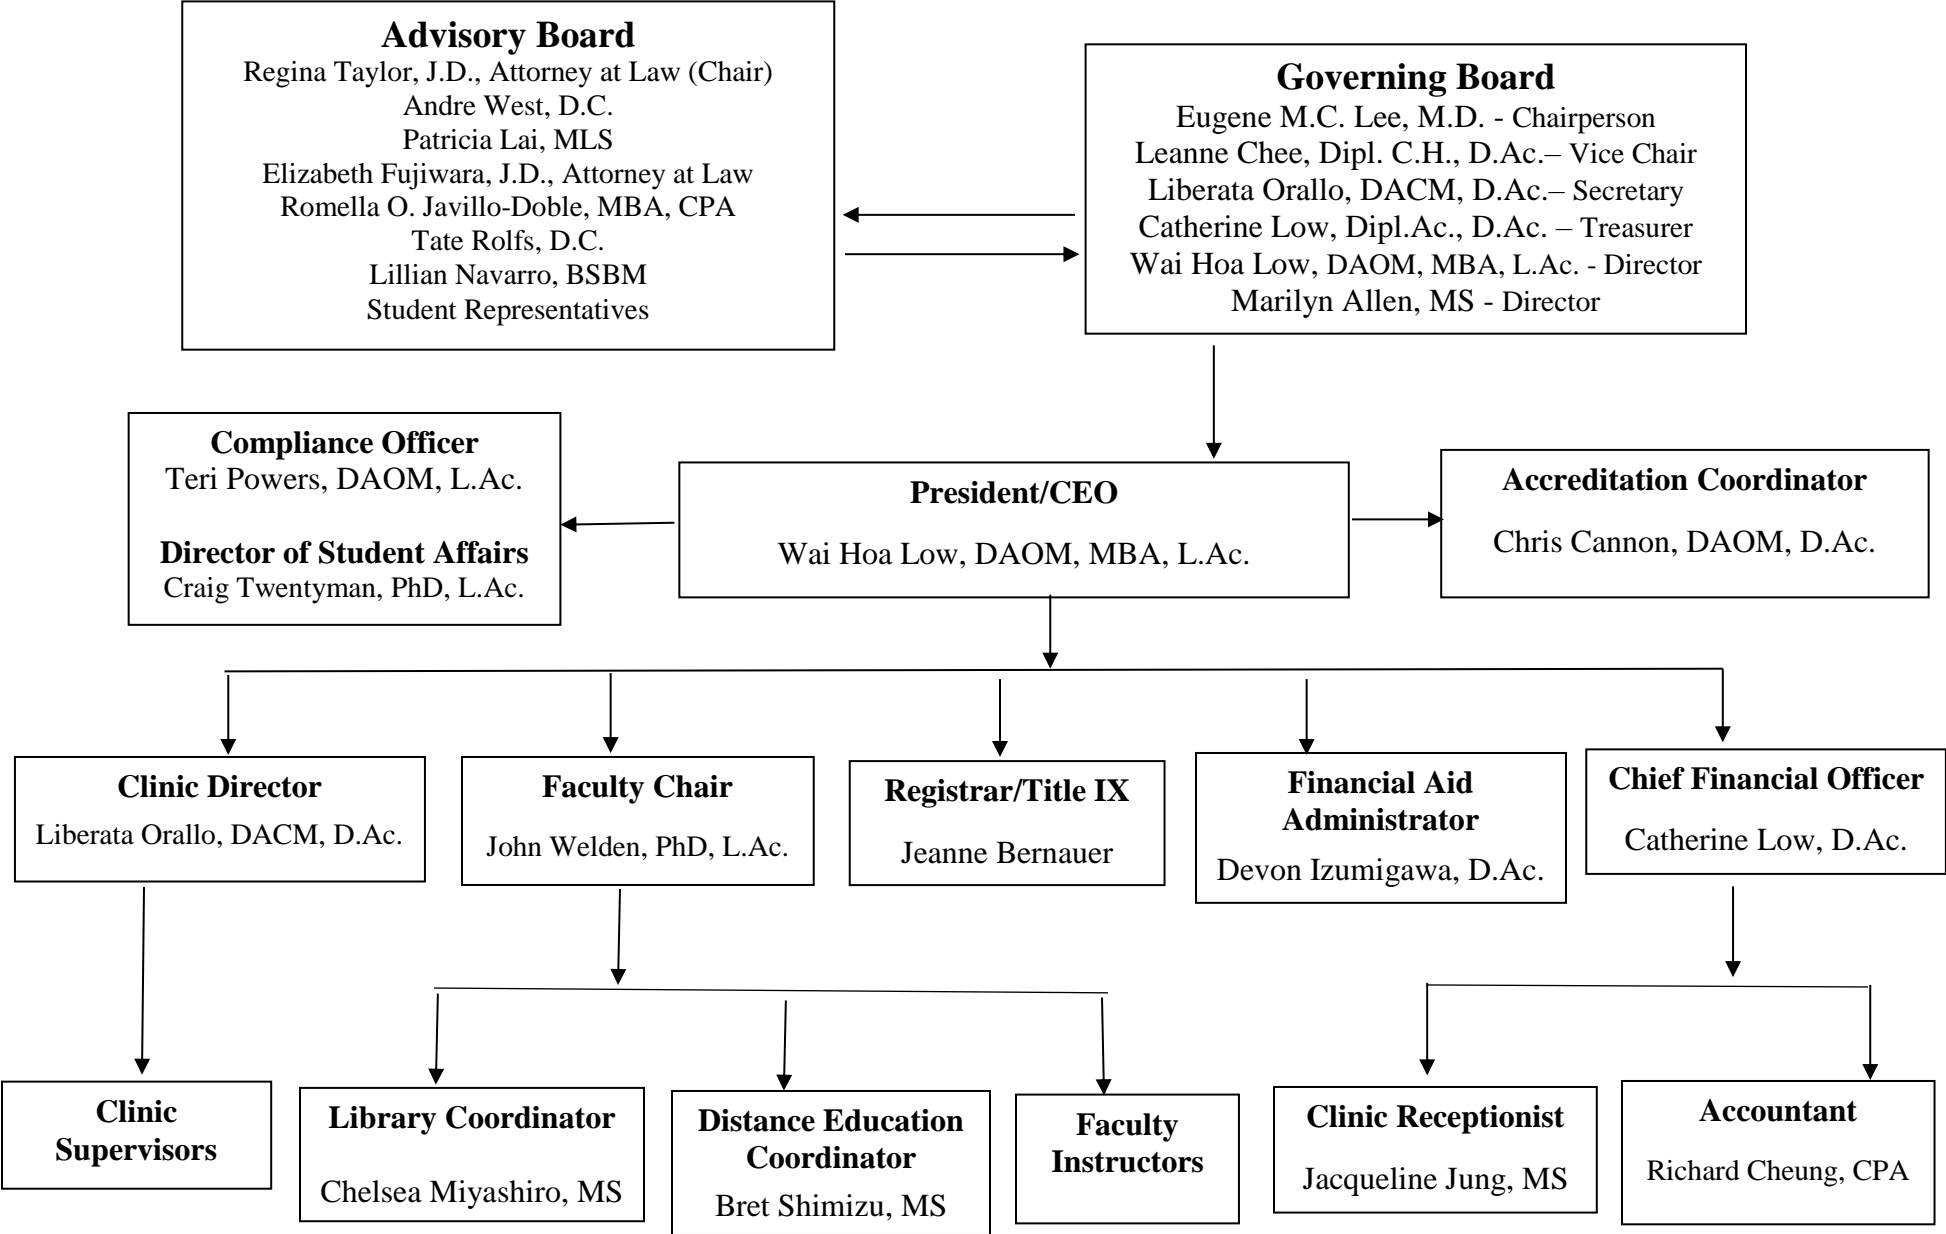 Advisory Board
Regina Taylor, J.D., Attorney at Law (Chair)
Andre West, D.C.
Patricia Lai, MLS
Elizabeth Fujiwara, J.D., Attorney at Law
Romella O. Javillo-Doble, MBA, CPA
Tate Rolfs, D.C.
Lillian Navarro, BSBM
Student Representatives
Governing Board
Eugene M.C. Lee, M.D. - Chairperson
Leanne Chee, Dipl. C.H., D.Ac.– Vice Chair
Liberata Orallo, DACM, D.Ac.– Secretary
Catherine Low, Dipl.Ac., D.Ac. – Treasurer
Wai Hoa Low, DAOM, MBA, L.Ac. - Director
Marilyn Allen, MS - Director
Compliance Officer
Teri Powers, DAOM, L.Ac.
Director of Student Affairs
Craig Twentyman, PhD, L.Ac.
President/CEO
Wai Hoa Low, DAOM, MBA, L.Ac.
Accreditation Coordinator
Chris Cannon, DAOM, D.Ac.
Clinic Director
Liberata Orallo, DACM, D.Ac.
Faculty Chair
John Welden, PhD, L.Ac.
Registrar/Title IX
Jeanne Bernauer
Financial Aid
Administrator
Devon Izumigawa, D.Ac.
Chief Financial Officer
Catherine Low, D.Ac.
Clinic
Supervisors
Library Coordinator
Chelsea Miyashiro, MS
Distance Education
Coordinator
Bret Shimizu, MS
Faculty
Instructors
Clinic Receptionist
Jacqueline Jung, MS
Accountant
Richard Cheung, CPA